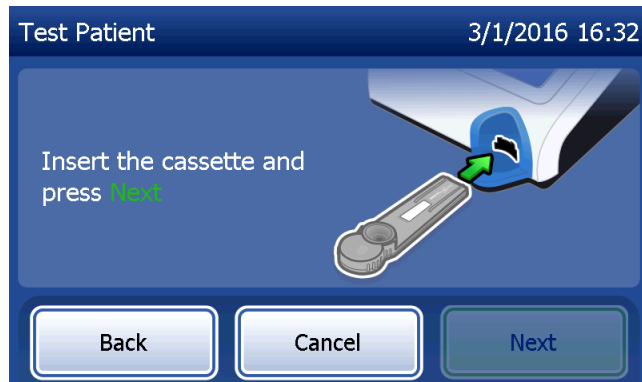 Test Patient 3/1/2016 16:32
Insert the cassette and
press Next
Back Cancel Next